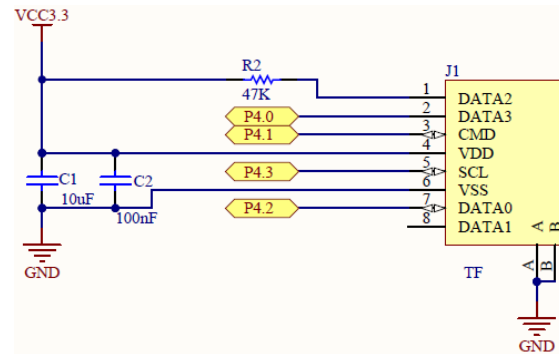 VCC3.3
R2
47K
J1
1 DATA2
P4.0 2 DATA3
P4.1 3 CMD
4 VDD
P4.3 5 SCL
6 VSS
P4.2 7 DATA0
8 DATA1
C1
10uF
C2
100nF
A B
A B
TF
GND
GND